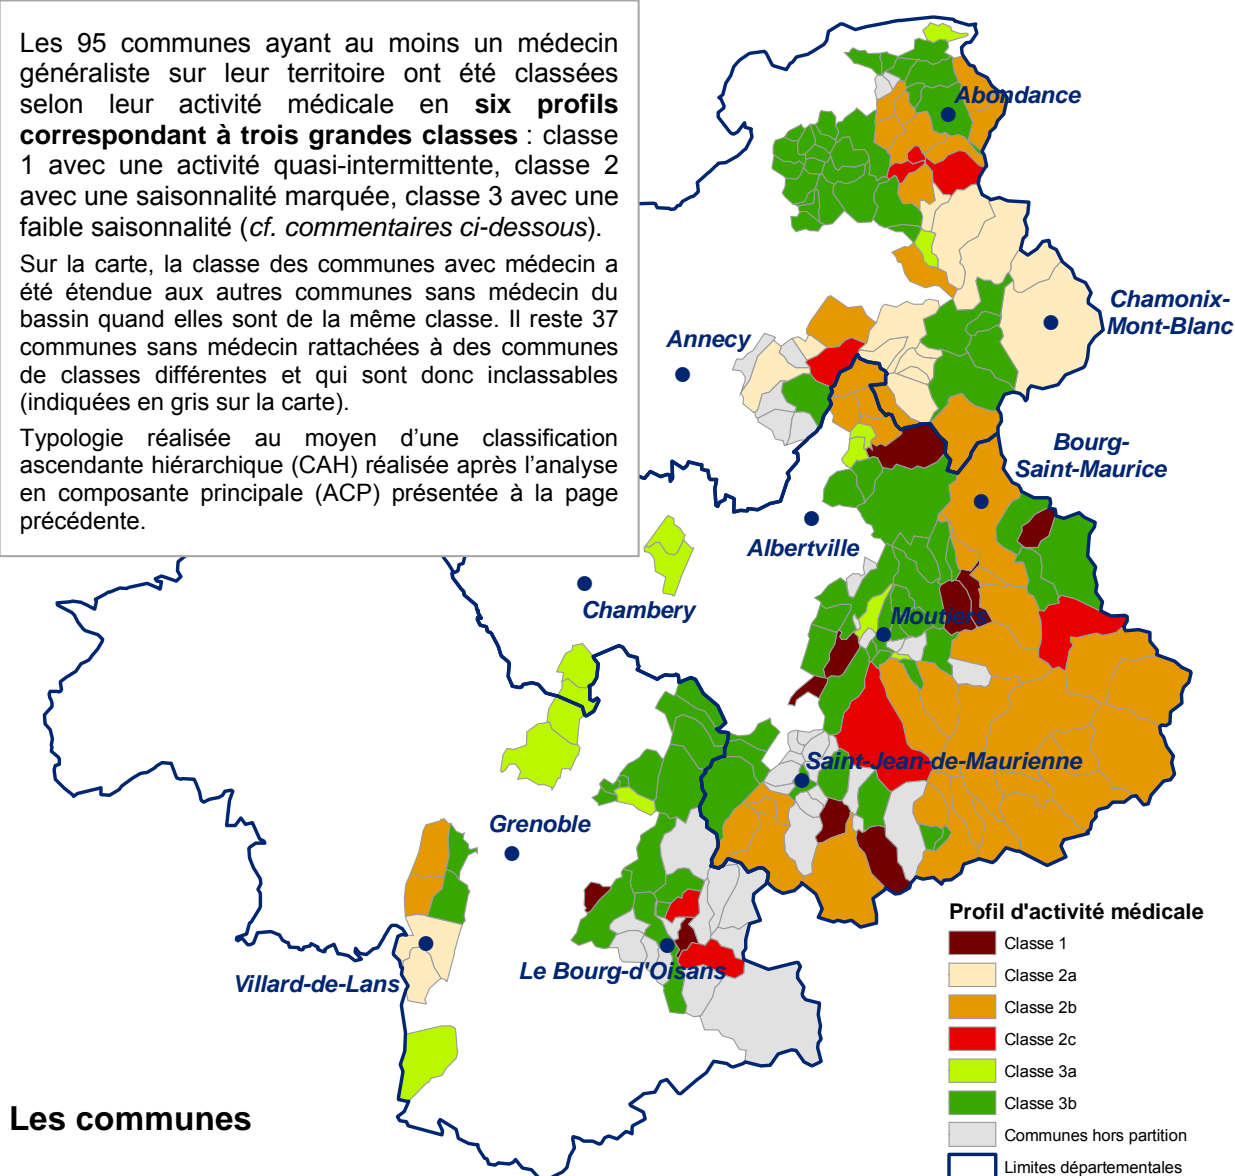 Les 95 communes ayant au moins un médecin
généraliste sur leur territoire ont été classées
selon leur activité médicale en six profils
correspondant à trois grandes classes : classe
1 avec une activité quasi-intermittente, classe 2
avec une saisonnalité marquée, classe 3 avec une
faible saisonnalité (cf. commentaires ci-dessous).
Sur la carte, la classe des communes avec médecin a
été étendue aux autres communes sans médecin du
bassin quand elles sont de la même classe. Il reste 37
communes sans médecin rattachées à des communes
de classes différentes et qui sont donc inclassables
(indiquées en gris sur la carte).
Typologie réalisée au moyen d'une classification
ascendante hiérarchique (CAH) réalisée après l'analyse
en composante principale (ACP) présentée à la page
précédente.
Abondance
Chamonix-
Mont-Blanc
Annecy
Bourg-
Saint-Maurice
Albertville
Chambery
Moutiers
Saint-Jean-de-Maurienne
Grenoble
Le Bourg-d'Oisans
Villard-de-Lans
Profil d'activité médicale
Classe 1
Classe 2a
Classe 2b
Classe 2c
Classe 3a
Classe 3b
Communes hors partition
Limites départementales
Les communes